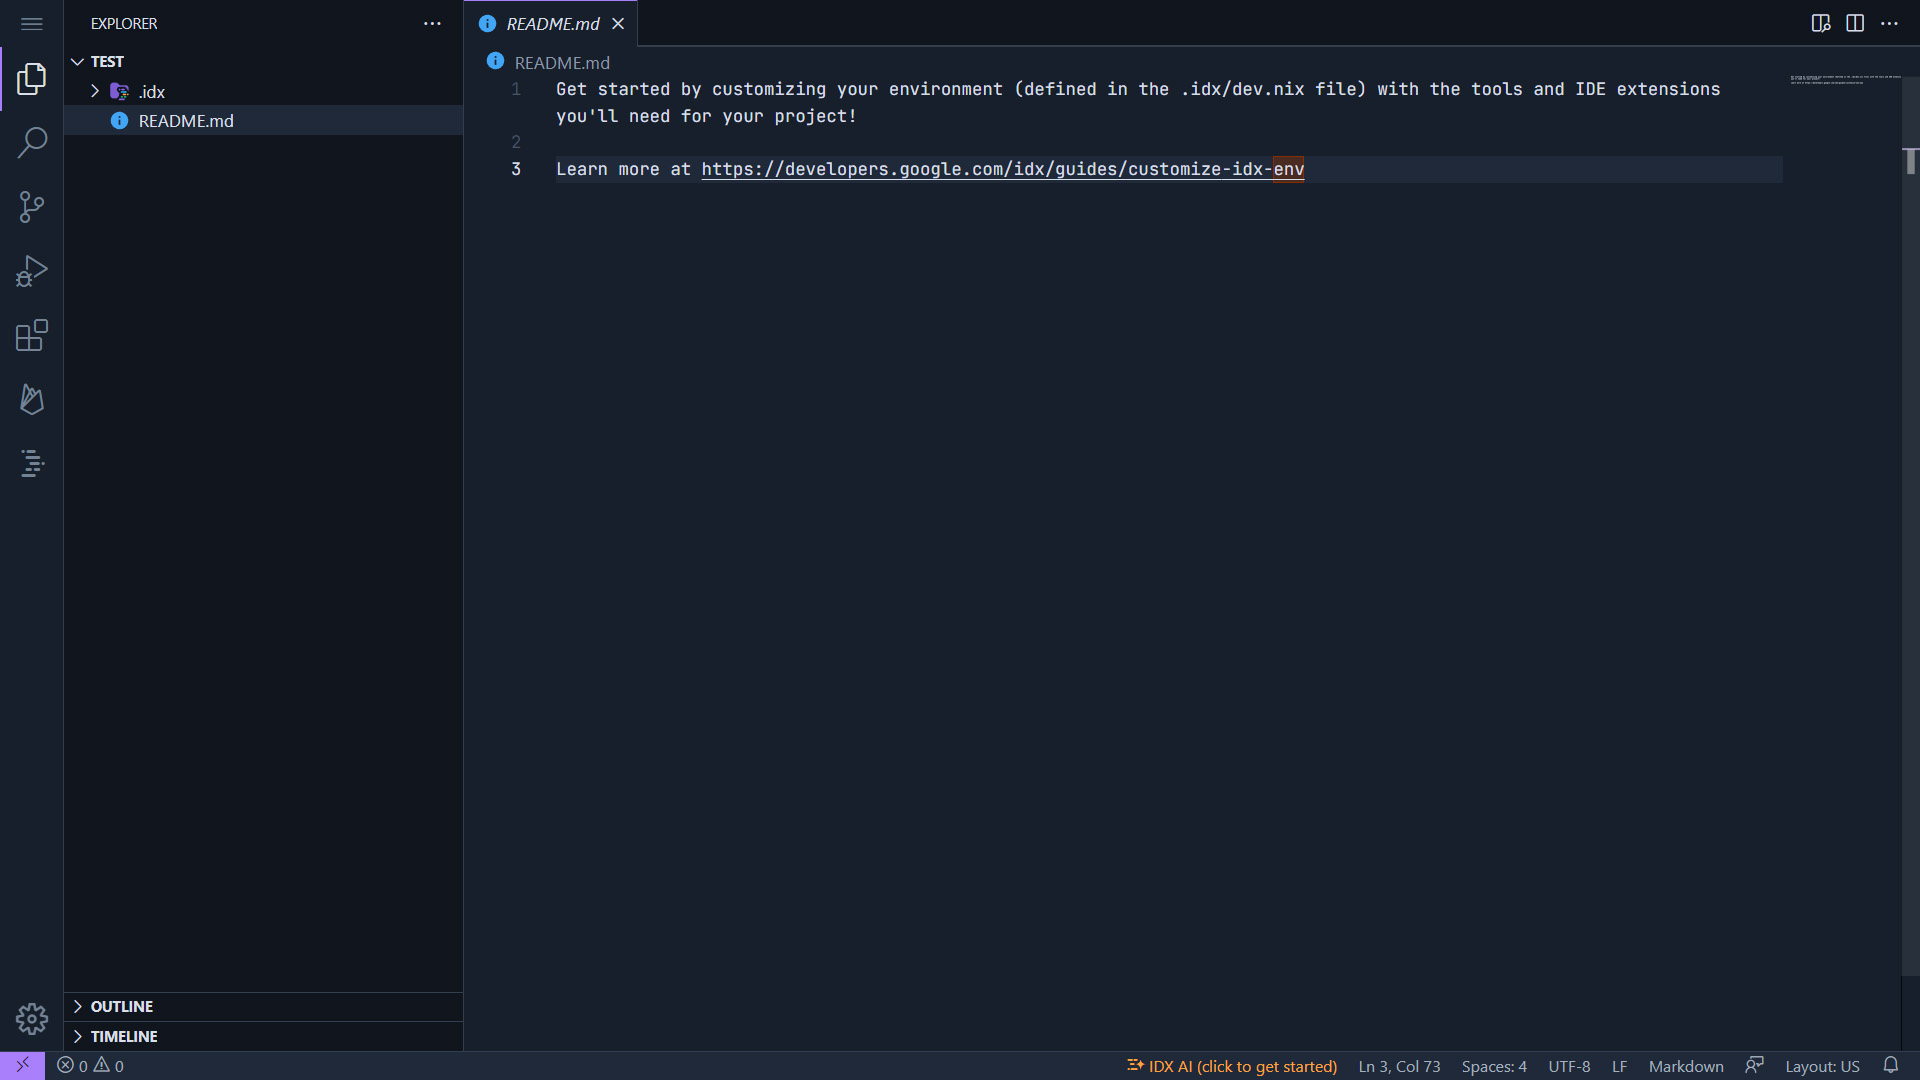 EXPLORER
README.md
TEST
.idx
README.md
README.md
1 Get started by customizing your environment (defined in the .idx/dev.nix file) with the tools and IDE extensions
you'll need for your project!
2
3 Learn more at https://developers.google.com/idx/guides/customize-idx-env
OUTLINE
TIMELINE
0 0 IDX AI (click to get started) Ln 3, Col 73 Spaces: 4 UTF-8 LF Markdown Layout: US